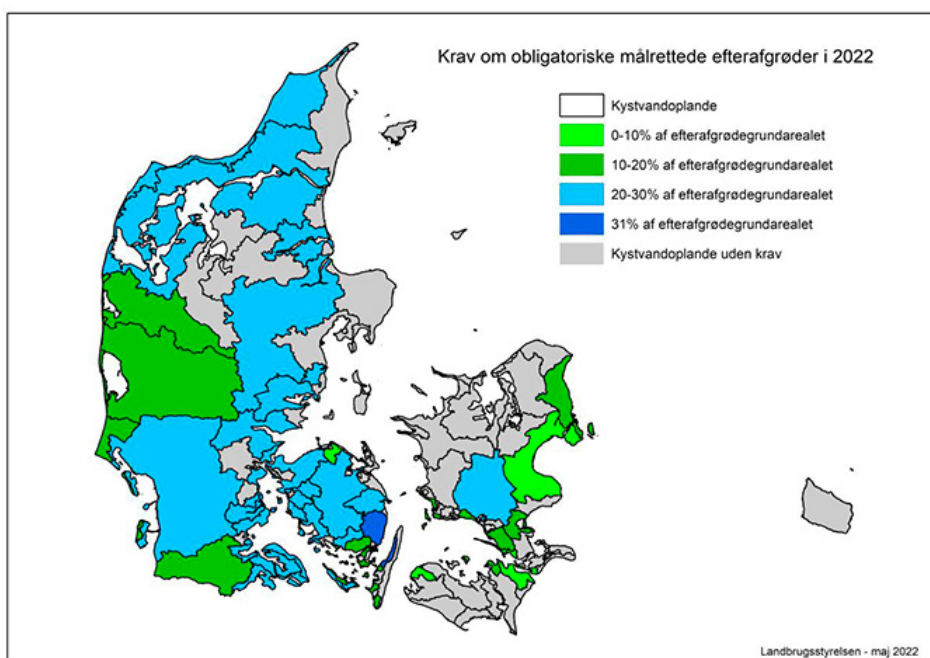 Krav om obligatoriske målrettede efterafgrøder i 2022
Kystvandoplande
0-10% af efterafgrødegrundarealet
10-20% af efterafgrødegrundarealet
20-30% af efterafgrødegrundarealet
31% af efterafgrødegrundarealet
Kystvandoplande uden krav
Landbrugsstyrelsen - maj 2022